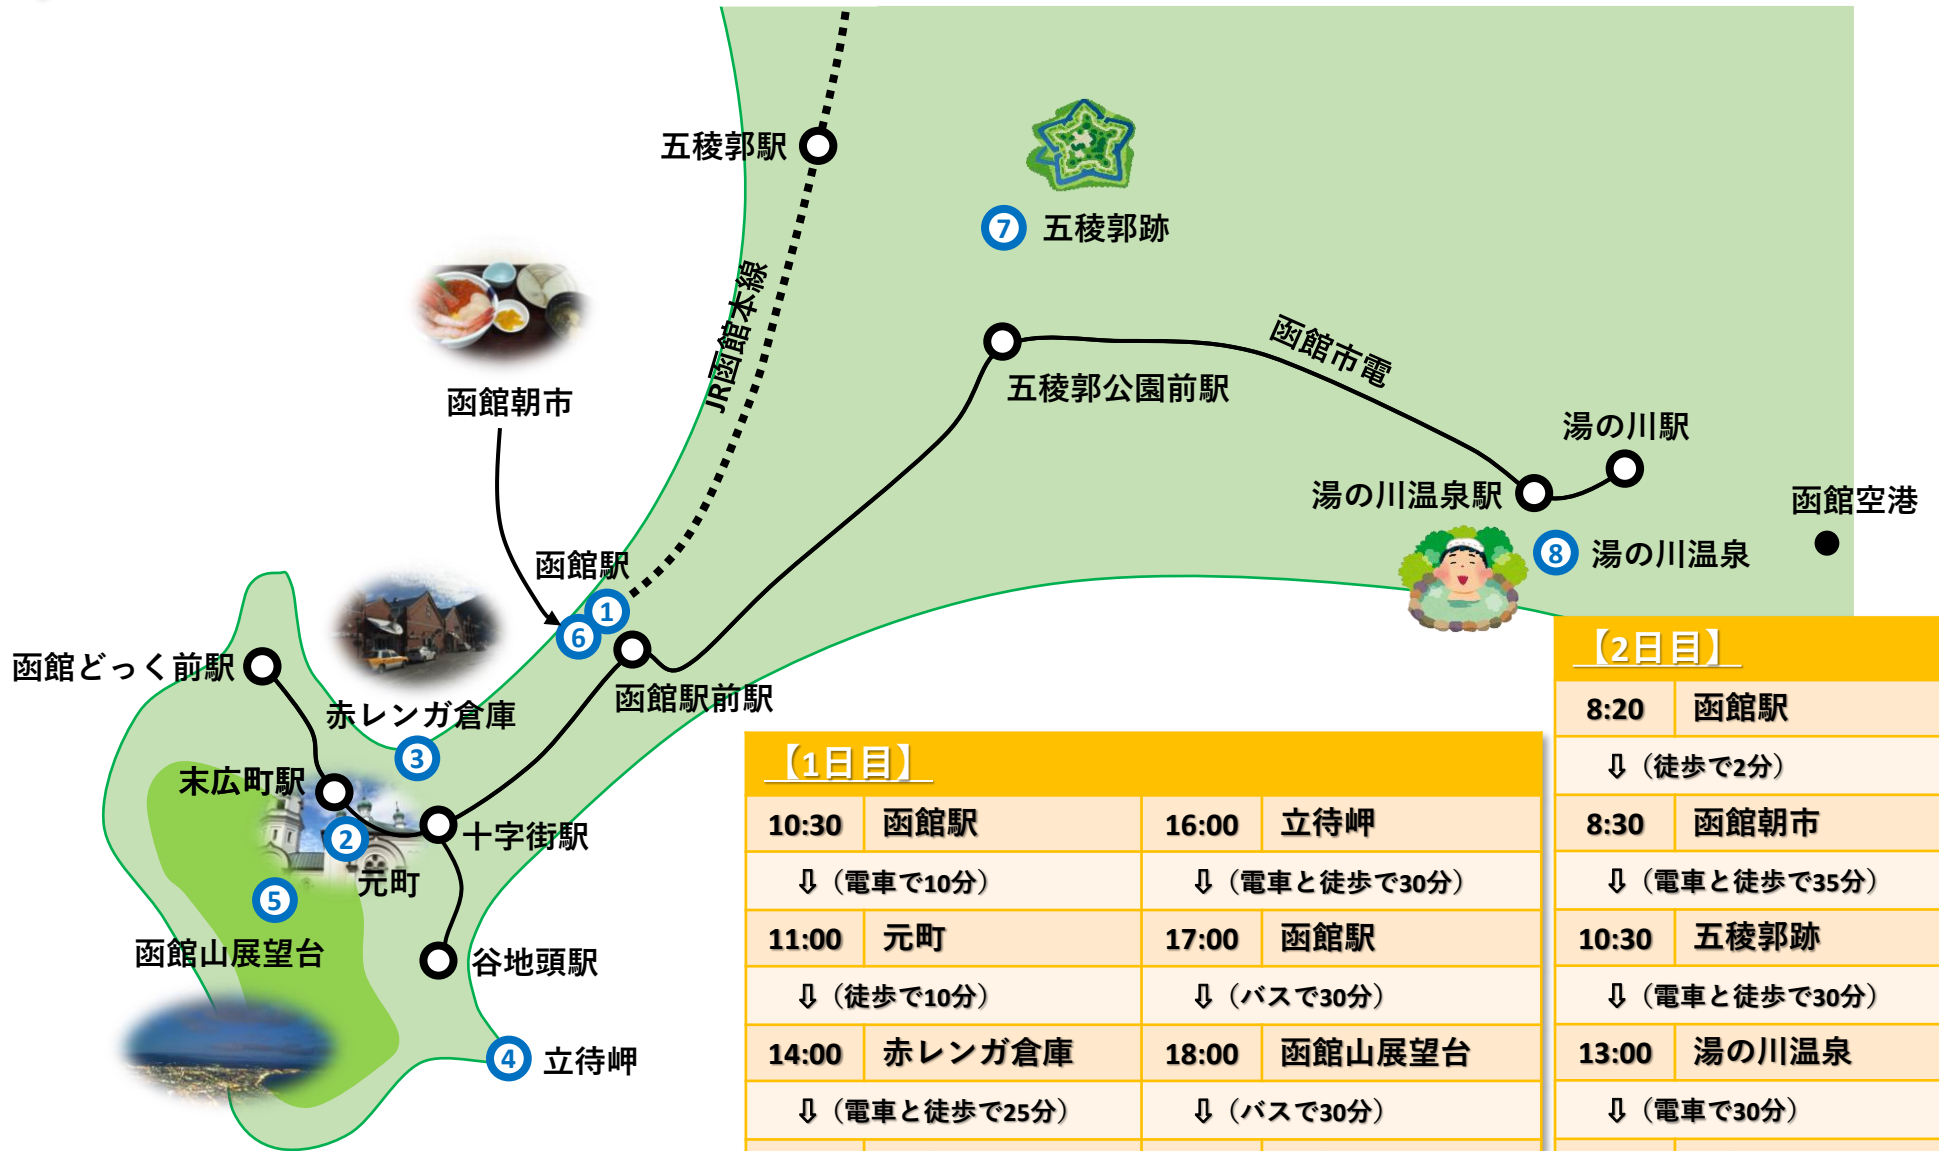 五稜郭駅
⑦ 五稜郭跡
JR函館本線
函館朝市
函館市電
五稜郭公園前駅
湯の川駅
湯の川温泉駅
函館空港
⑧ 湯の川温泉
函館駅
①
⑥
函館どっく前駅
函館駅前駅
赤レンガ倉庫
③
末広町駅
②
十字街駅
元町
⑤
函館山展望台
谷地頭駅
④ 立待岬
【1日目】
10:30 函館駅
⇩（電車で10分）
11:00 元町
⇩（徒歩で10分）
14:00 赤レンガ倉庫
⇩（電車と徒歩で25分）
16:00 立待岬
⇩（電車と徒歩で30分）
17:00 函館駅
⇩（バスで30分）
18:00 函館山展望台
⇩（バスで30分）
【2日目】
8:20 函館駅
⇩（徒歩で2分）
8:30 函館朝市
⇩（電車と徒歩で35分）
10:30 五稜郭跡
⇩（電車と徒歩で30分）
13:00 湯の川温泉
⇩（電車で30分）